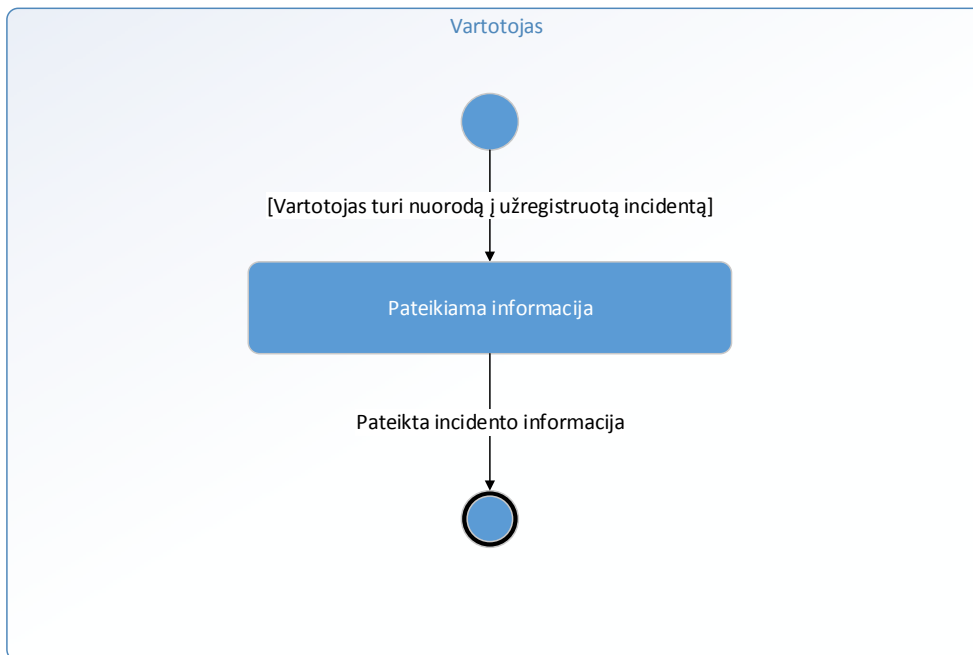 Vartotojas
[Vartotojas turi nuorodą į užregistruotą incidentą]
Pateikiama informacija
Pateikta incidento informacija